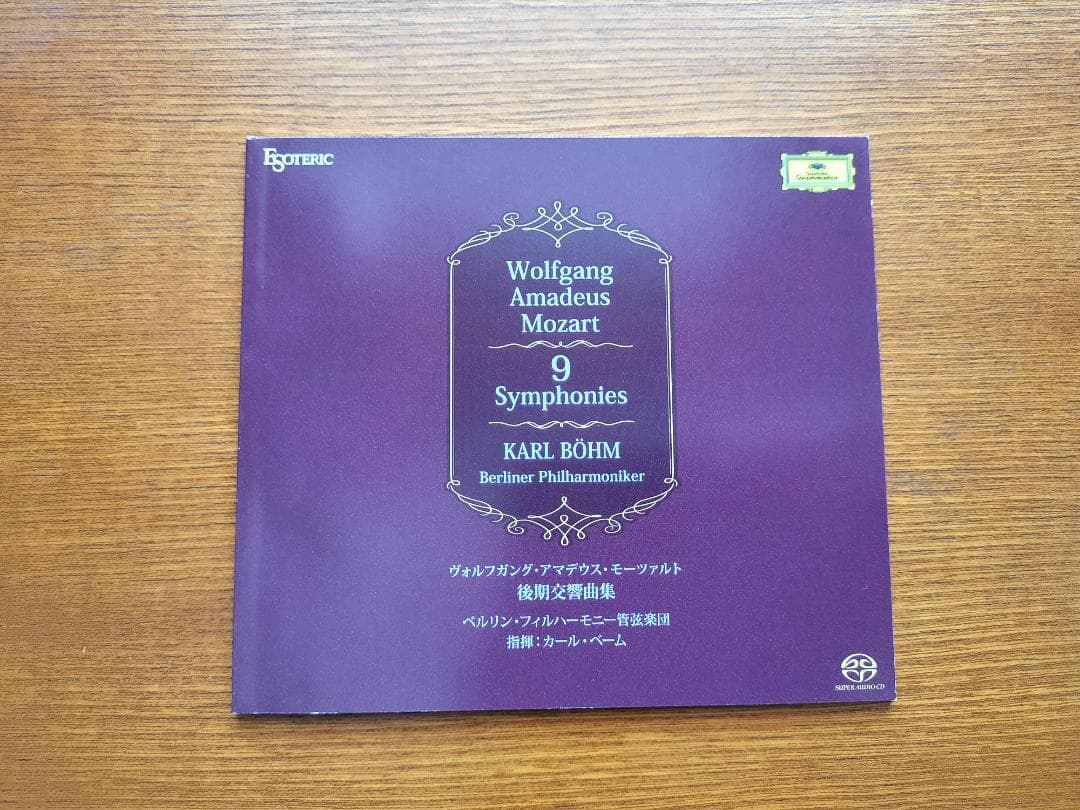 ESOTERIC
Deutsche
Grammophon
Wolfgang
Amadeus
Mozart
9
Symphonies
KARL BÖHM
Berliner Philharmoniker
ヴォルフガング・アマデウス・モーツァルト
後期交響曲集
ベルリン・フィルハーモニー管弦楽団
指揮：カール・ベーム
SUPER AUDIO CD